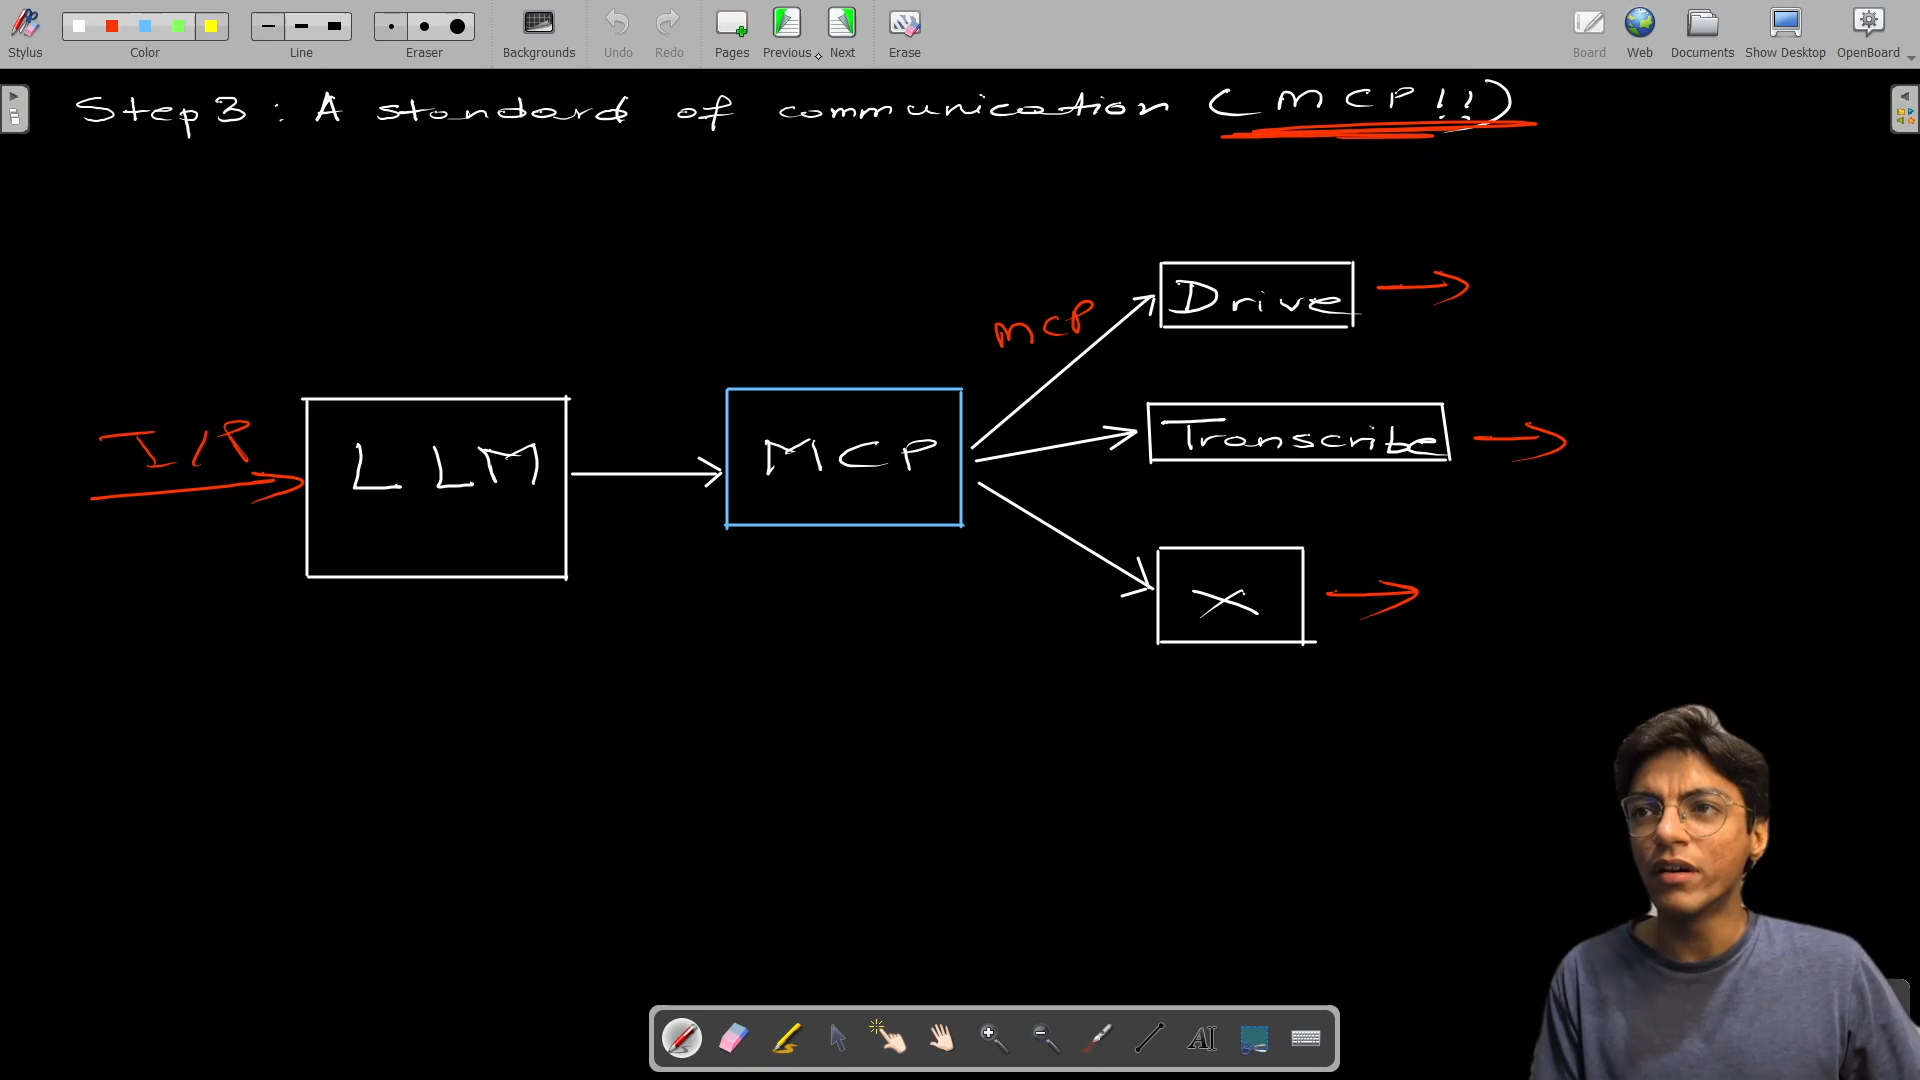 Stylus Color Line Eraser Backgrounds Undo Redo Pages Previous Next Erase Board Web Documents Show Desktop OpenBoard
Step 3 : A standard of communication (MCP!!)
Drive
MCP
I/P
LLM
MCP
Transcribe
X
AI